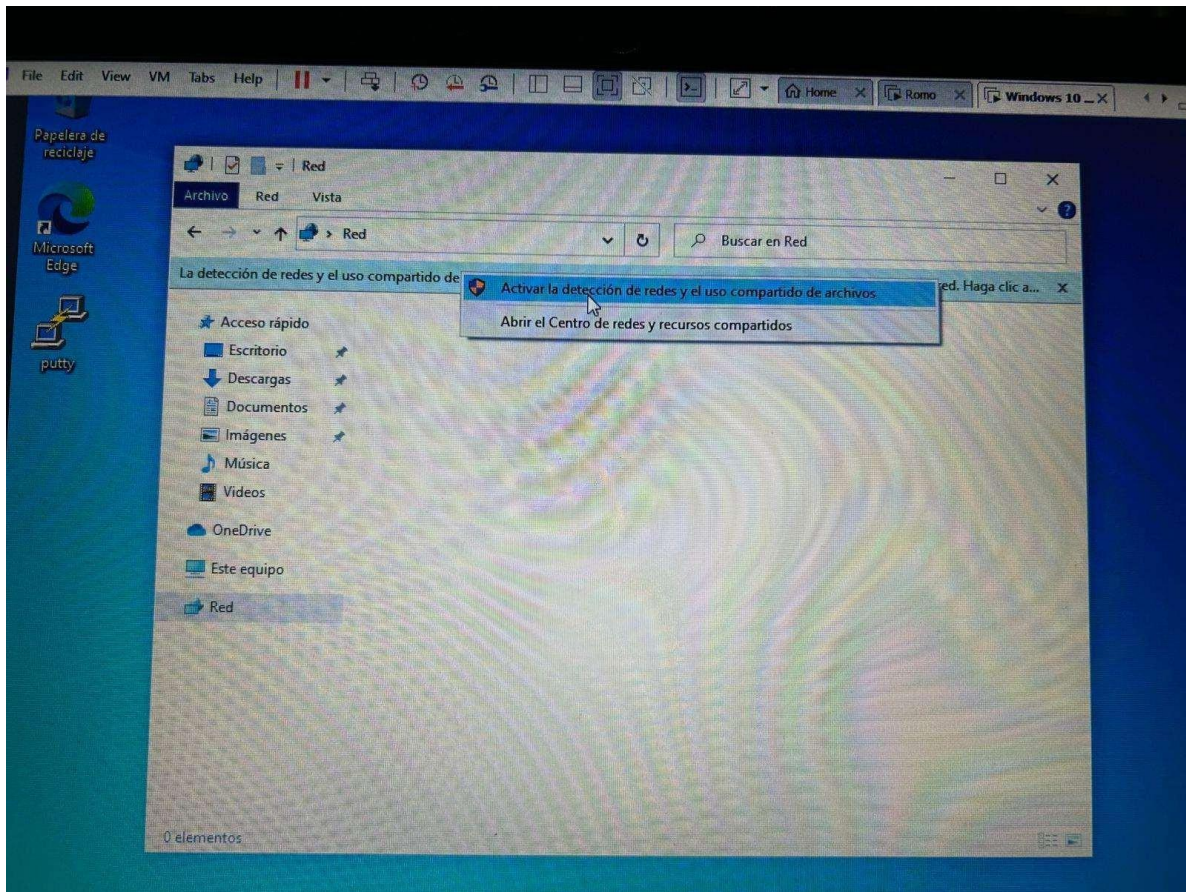 File Edit View VM Tabs Help
Home
Romo
Windows 10 ...
Papelera de
reciclaje
Microsoft
Edge
putty
Red
Archivo Red Vista
Red
Buscar en Red
La detección de redes y el uso compartido de
red. Haga clic a...
Activar la detección de redes y el uso compartido de archivos
Abrir el Centro de redes y recursos compartidos
Acceso rápido
Escritorio
Descargas
Documentos
Imágenes
Música
Videos
OneDrive
Este equipo
Red
0 elementos